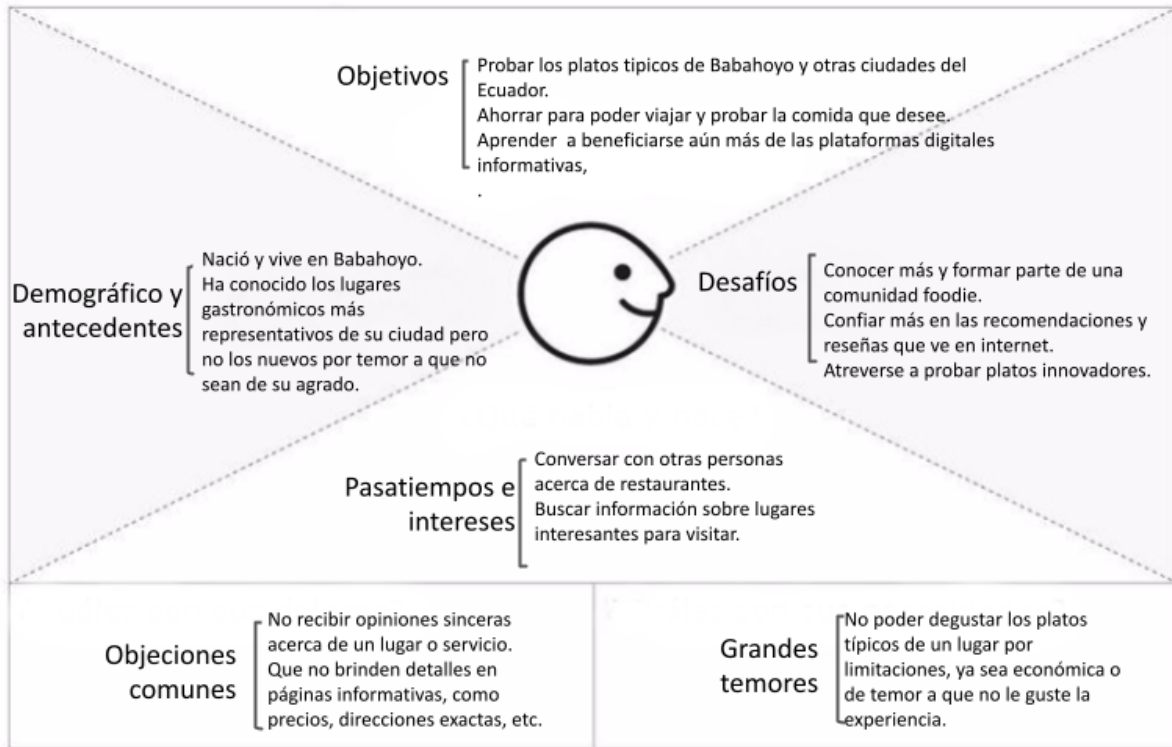 Objetivos
Probar los platos tipicos de Babahoyo y otras ciudades del
Ecuador.
Ahorrar para poder viajar y probar la comida que desee.
Aprender  a beneficiarse aún más de las plataformas digitales
informativas,
.
Demográfico y
antecedentes
Nació y vive en Babahoyo.
Ha conocido los lugares
gastronómicos más
representativos de su ciudad pero
no los nuevos por temor a que no
sean de su agrado.
Desafíos
Conocer más y formar parte de una
comunidad foodie.
Confiar más en las recomendaciones y
reseñas que ve en internet.
Atreverse a probar platos innovadores.
Pasatiempos e
intereses
Conversar con otras personas
acerca de restaurantes.
Buscar información sobre lugares
interesantes para visitar.
Objeciones
comunes
No recibir opiniones sinceras
acerca de un lugar o servicio.
Que no brinden detalles en
páginas informativas, como
precios, direcciones exactas, etc.
Grandes
temores
No poder degustar los platos
típicos de un lugar por
limitaciones, ya sea económica o
de temor a que no le guste la
experiencia.